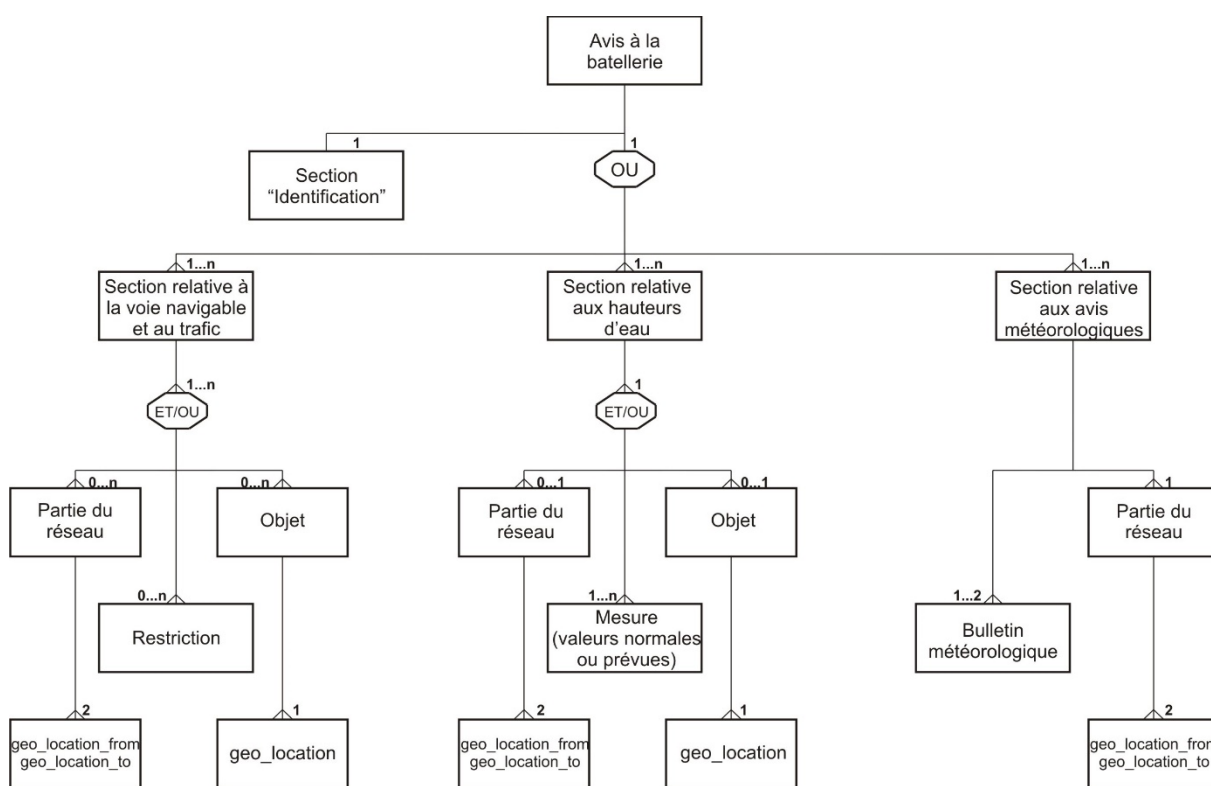 Avis à la
batellerie
1
1
Section
“Identification”
OU
1...n
1...n
1...n
Section relative à
la voie navigable
et au trafic
Section relative
aux hauteurs
d’eau
Section relative
aux avis
météorologiques
1...n
1
ET/OU
ET/OU
0...n
0...n
0...1
0...1
1
Partie du
réseau
Objet
Partie du
réseau
Objet
Partie du
réseau
0...n
1...n
1...2
Restriction
Mesure
(valeurs normales
ou prévues)
Bulletin
météorologique
2
1
2
1
2
geo_location_from
geo_location_to
geo_location
geo_location_from
geo_location_to
geo_location
geo_location_from
geo_location_to